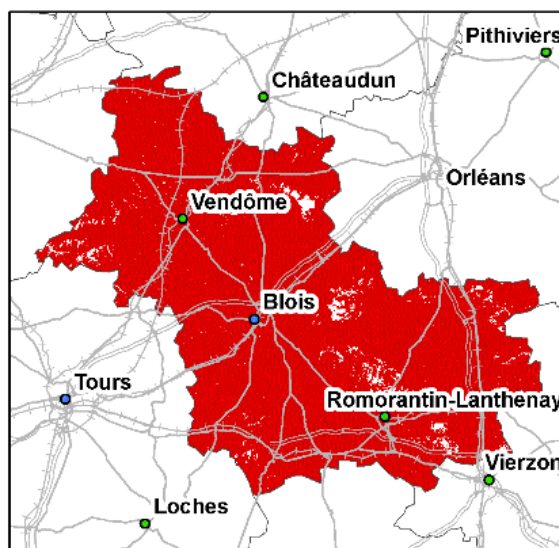 Pithiviers
Châteaudun
Orléans
Vendôme
Blois
Tours
Romorantin-Lanthenay
Vierzon
Loches